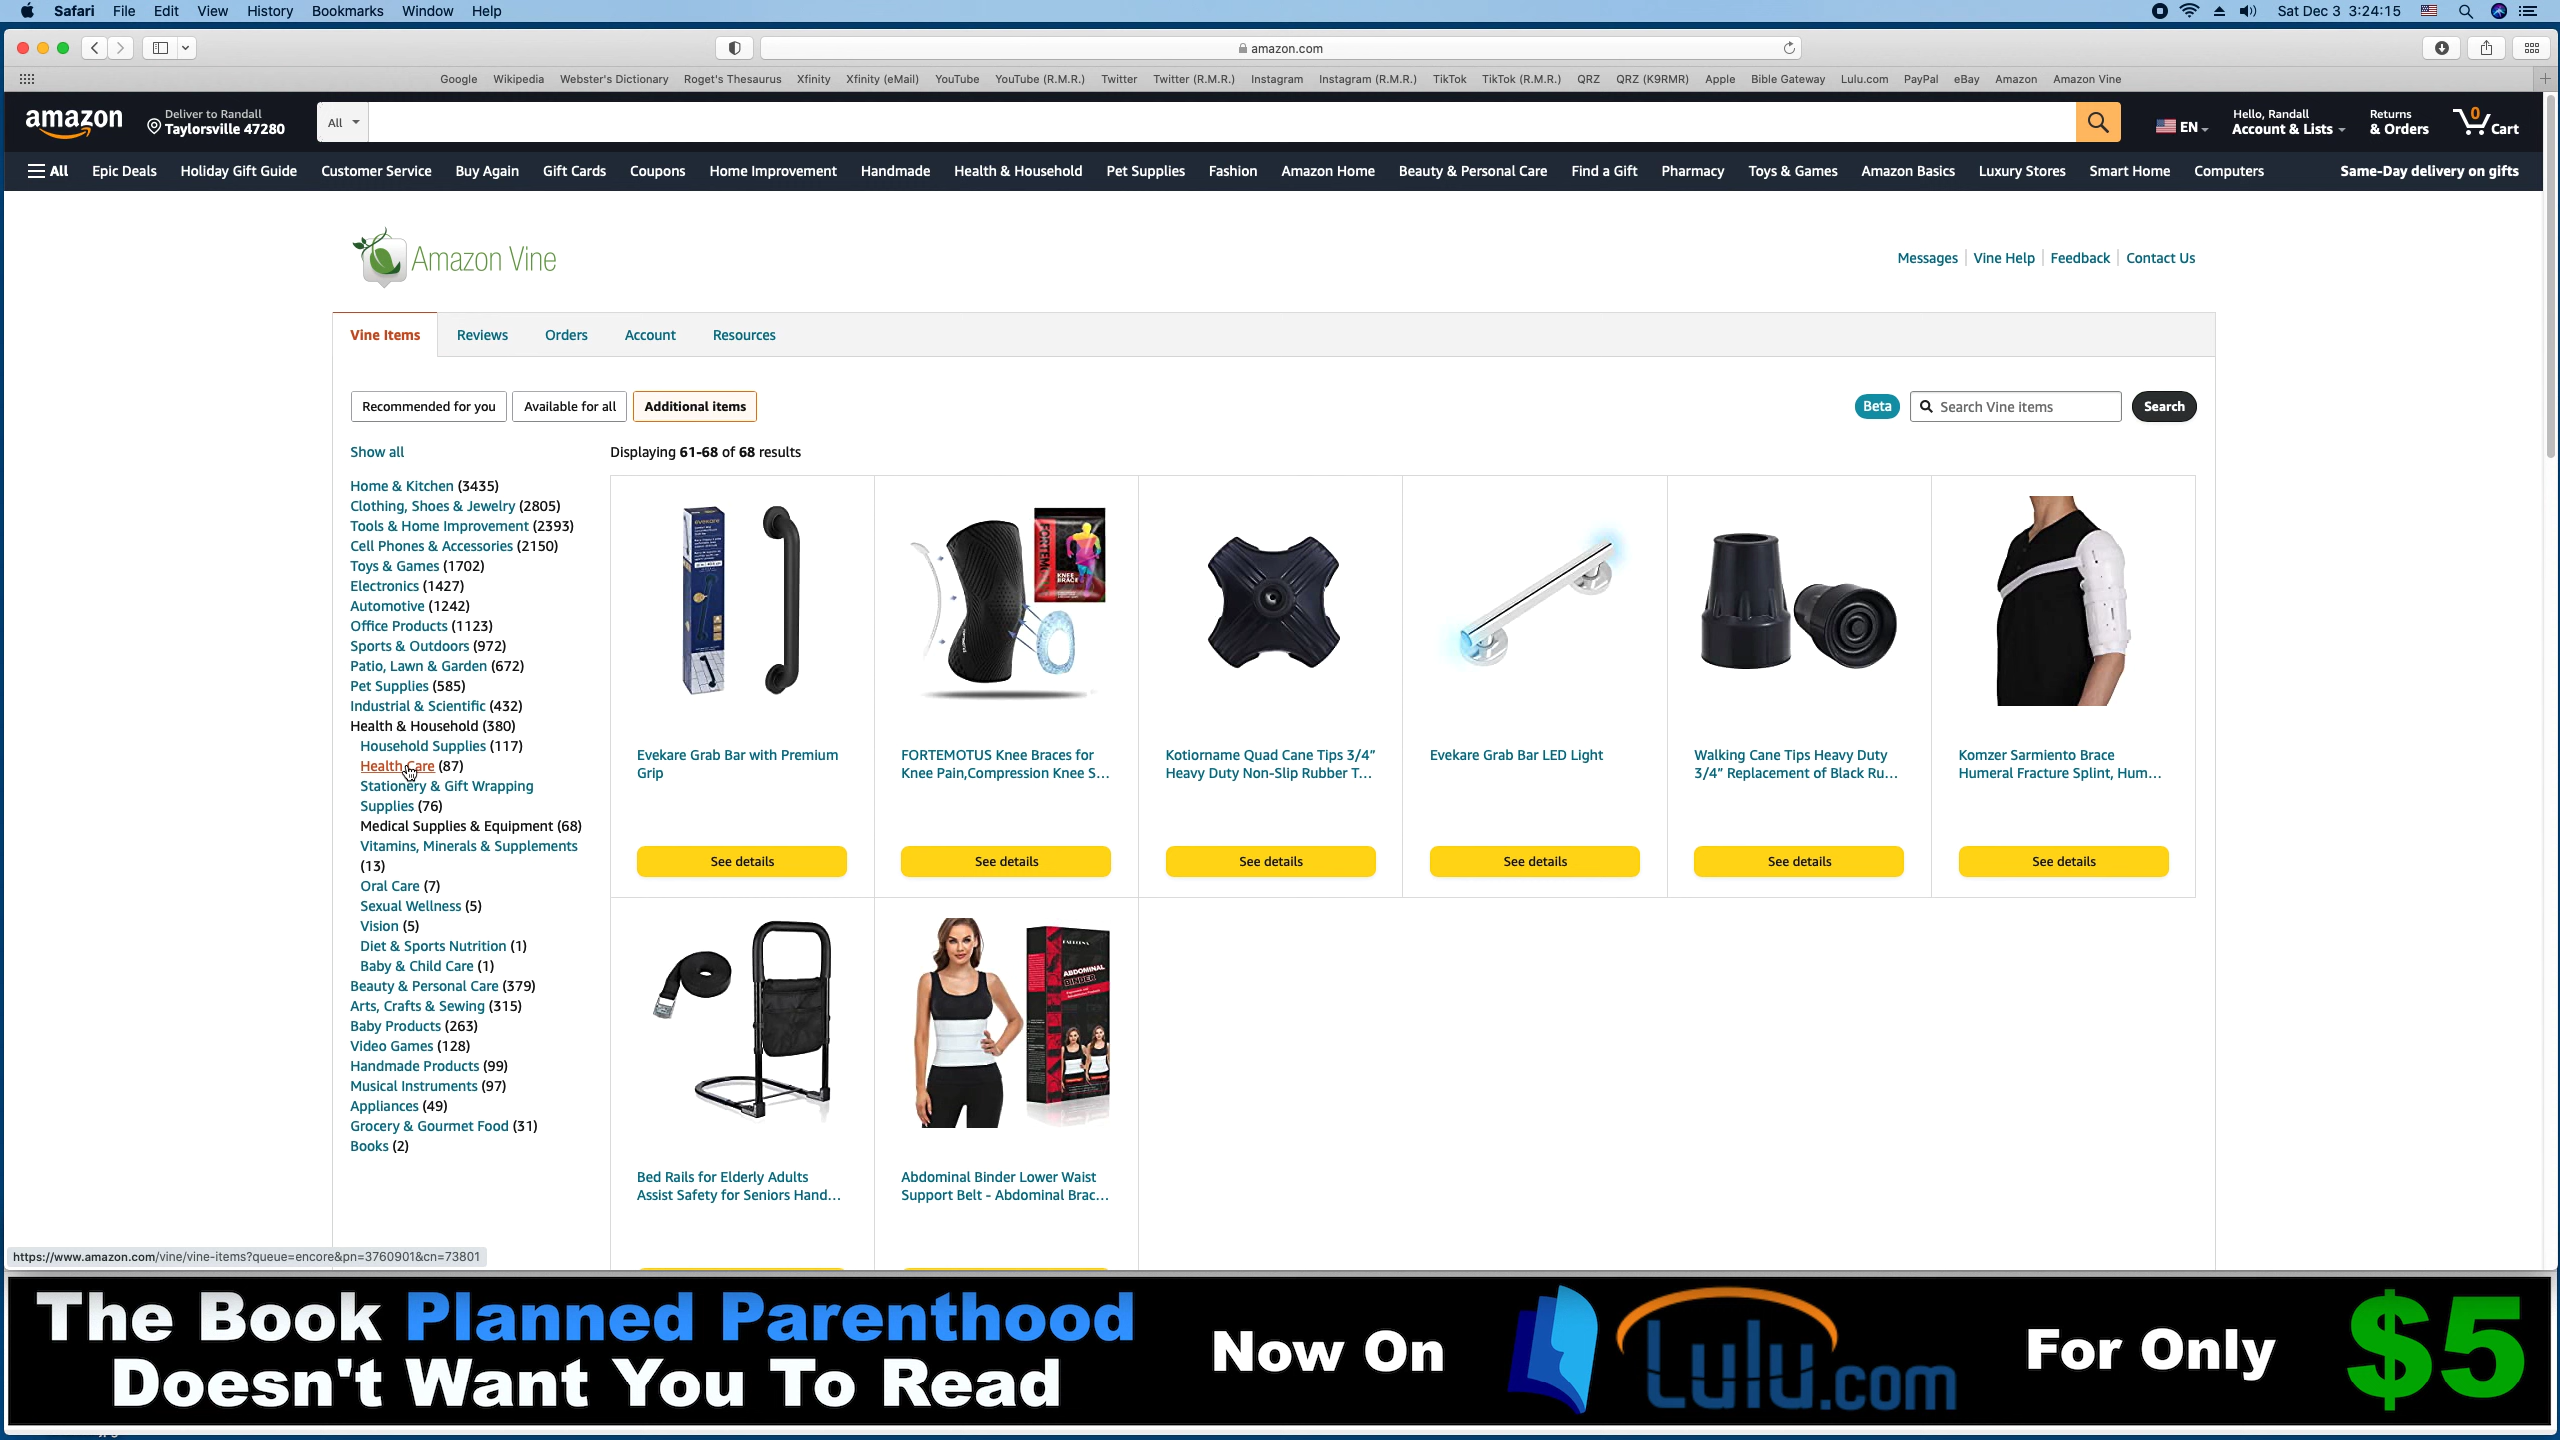 Safari File Edit View History Bookmarks Window Help
Sat Dec 3 3:24:15
amazon.com
Google Wikipedia Webster's Dictionary Roget's Thesaurus Xfinity Xfinity (eMail) YouTube YouTube (R.M.R.) Twitter Twitter (R.M.R.) Instagram Instagram (R.M.R.) TikTok TikTok (R.M.R.) QRZ QRZ (K9RMR) Apple Bible Gateway Lulu.com PayPal eBay Amazon Amazon Vine
amazon
Deliver to Randall
Taylorsville 47280
All
EN
Hello, Randall
Account & Lists
Returns
& Orders
0
Cart
All Epic Deals Holiday Gift Guide Customer Service Buy Again Gift Cards Coupons Home Improvement Handmade Health & Household Pet Supplies Fashion Amazon Home Beauty & Personal Care Find a Gift Pharmacy Toys & Games Amazon Basics Luxury Stores Smart Home Computers Same-Day delivery on gifts
Amazon Vine
Messages Vine Help Feedback Contact Us
Vine Items Reviews Orders Account Resources
Recommended for you Available for all Additional items
Beta Search Vine items Search
Show all
Displaying 61-68 of 68 results
Home & Kitchen (3435)
Clothing, Shoes & Jewelry (2805)
Tools & Home Improvement (2393)
Cell Phones & Accessories (2150)
Toys & Games (1702)
Electronics (1427)
Automotive (1242)
Office Products (1123)
Sports & Outdoors (972)
Patio, Lawn & Garden (672)
Pet Supplies (585)
Industrial & Scientific (432)
Health & Household (380)
Household Supplies (117)
Health Care (87)
Stationery & Gift Wrapping
Supplies (76)
Medical Supplies & Equipment (68)
Vitamins, Minerals & Supplements
(13)
Oral Care (7)
Sexual Wellness (5)
Vision (5)
Diet & Sports Nutrition (1)
Baby & Child Care (1)
Beauty & Personal Care (379)
Arts, Crafts & Sewing (315)
Baby Products (263)
Video Games (128)
Handmade Products (99)
Musical Instruments (97)
Appliances (49)
Grocery & Gourmet Food (31)
Books (2)
evekare
FORTEM
KNEE
BRACE
Evekare Grab Bar with Premium
Grip
See details
FORTEMOTUS Knee Braces for
Knee Pain,Compression Knee S...
See details
Kotiorname Quad Cane Tips 3/4"
Heavy Duty Non-Slip Rubber T...
See details
Evekare Grab Bar LED Light
See details
Walking Cane Tips Heavy Duty
3/4" Replacement of Black Ru...
See details
Komzer Sarmiento Brace
Humeral Fracture Splint, Hum...
See details
ABDOMINAL
BINDER
Bed Rails for Elderly Adults
Assist Safety for Seniors Hand...
Abdominal Binder Lower Waist
Support Belt - Abdominal Brac...
https://www.amazon.com/vine/vine-items?queue=encore&pn=3760901&cn=73801
The Book Planned Parenthood
Doesn't Want You To Read
Now On
Lulu.com
For Only
$5